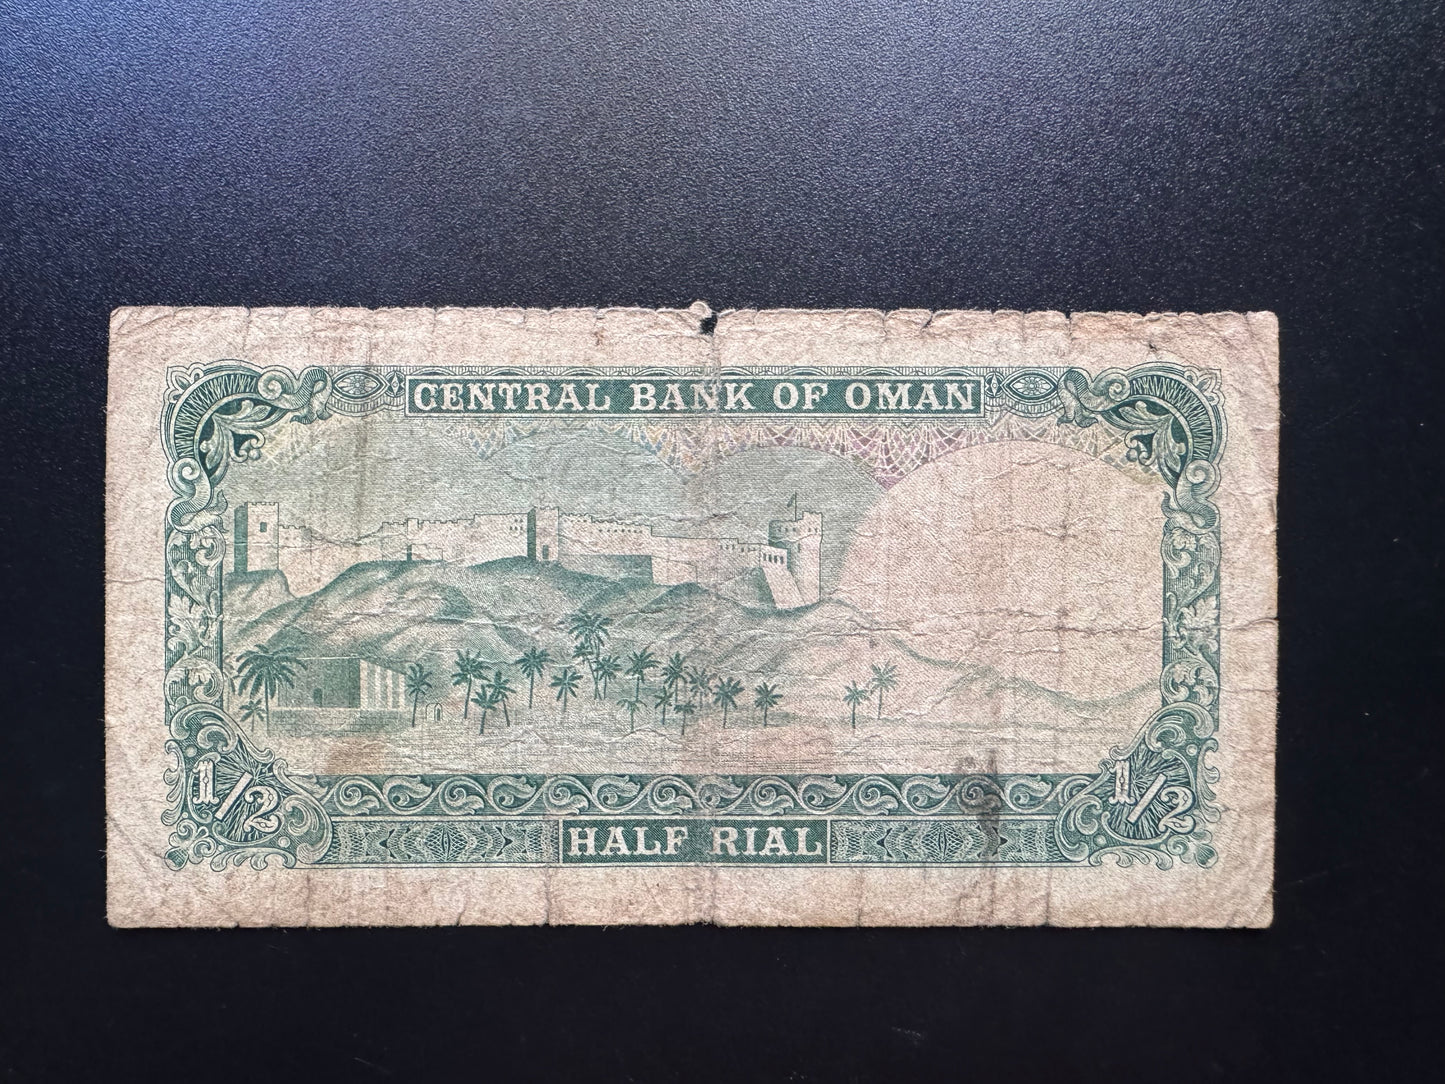 CENTRAL BANK OF OMAN
1/2 1/2
HALF RIAL